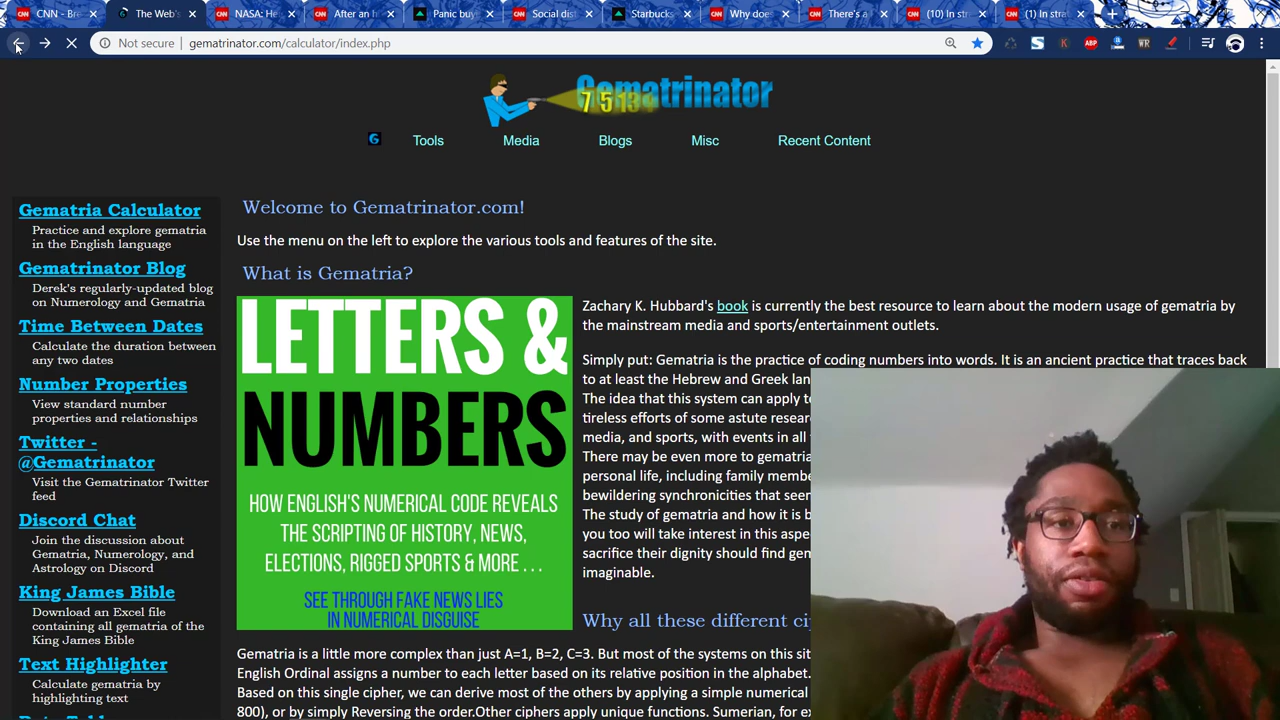 CNN - Bre
The Web's
NASA: He
After an h
Panic buy
Social dis
Starbucks
Why does
There's a
(10) In str
(1) In stra
Not secure | gematrinator.com/calculator/index.php
ABP
WR
Gematrinator
7 5 134
G
Tools
Media
Blogs
Misc
Recent Content
Gematria Calculator
Practice and explore gematria
in the English language
Gematrinator Blog
Derek's regularly-updated blog
on Numerology and Gematria
Time Between Dates
Calculate the duration between
any two dates
Number Properties
View standard number
properties and relationships
Twitter -
@Gematrinator
Visit the Gematrinator Twitter
feed
Discord Chat
Join the discussion about
Gematria, Numerology, and
Astrology on Discord
King James Bible
Download an Excel file
containing all gematria of the
King James Bible
Text Highlighter
Calculate gematria by
highlighting text
Welcome to Gematrinator.com!
Use the menu on the left to explore the various tools and features of the site.
What is Gematria?
LETTERS &
NUMBERS
HOW ENGLISH'S NUMERICAL CODE REVEALS
THE SCRIPTING OF HISTORY, NEWS,
ELECTIONS, RIGGED SPORTS & MORE . . .
SEE THROUGH FAKE NEWS LIES
IN NUMERICAL DISGUISE
Zachary K. Hubbard's book is currently the best resource to learn about the modern usage of gematria by
the mainstream media and sports/entertainment outlets.
Simply put: Gematria is the practice of coding numbers into words. It is an ancient practice that traces back
to at least the Hebrew and Greek lan
The idea that this system can apply t
tireless efforts of some astute resear
media, and sports, with events in all
There may be even more to gematria
personal life, including family membe
bewildering synchronicities that seem
The study of gematria and how it is b
you too will take interest in this aspe
sacrifice their dignity should find gem
imaginable.
Why all these different ci
Gematria is a little more complex than just A=1, B=2, C=3. But most of the systems on this sit
English Ordinal assigns a number to each letter based on its relative position in the alphabet.
Based on this single cipher, we can derive most of the others by applying a simple numerical
800), or by simply Reversing the order.Other ciphers apply unique functions. Sumerian, for ex